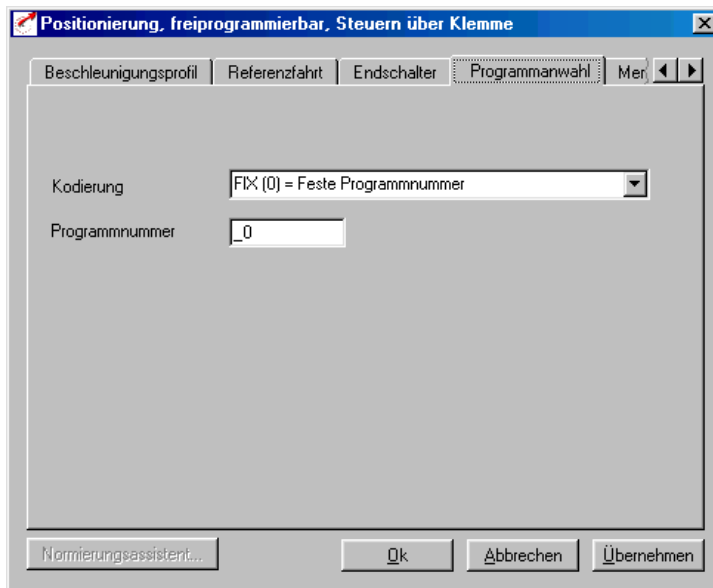 Positionierung, freiprogrammierbar, Steuern über Klemme
Beschleunigungsprofil Referenzfahrt Endschalter Programmanwahl Mer
Kodierung FIX (0) = Feste Programmnummer
Programmnummer _0
Normierungsassistent... Ok Abbrechen Übernehmen